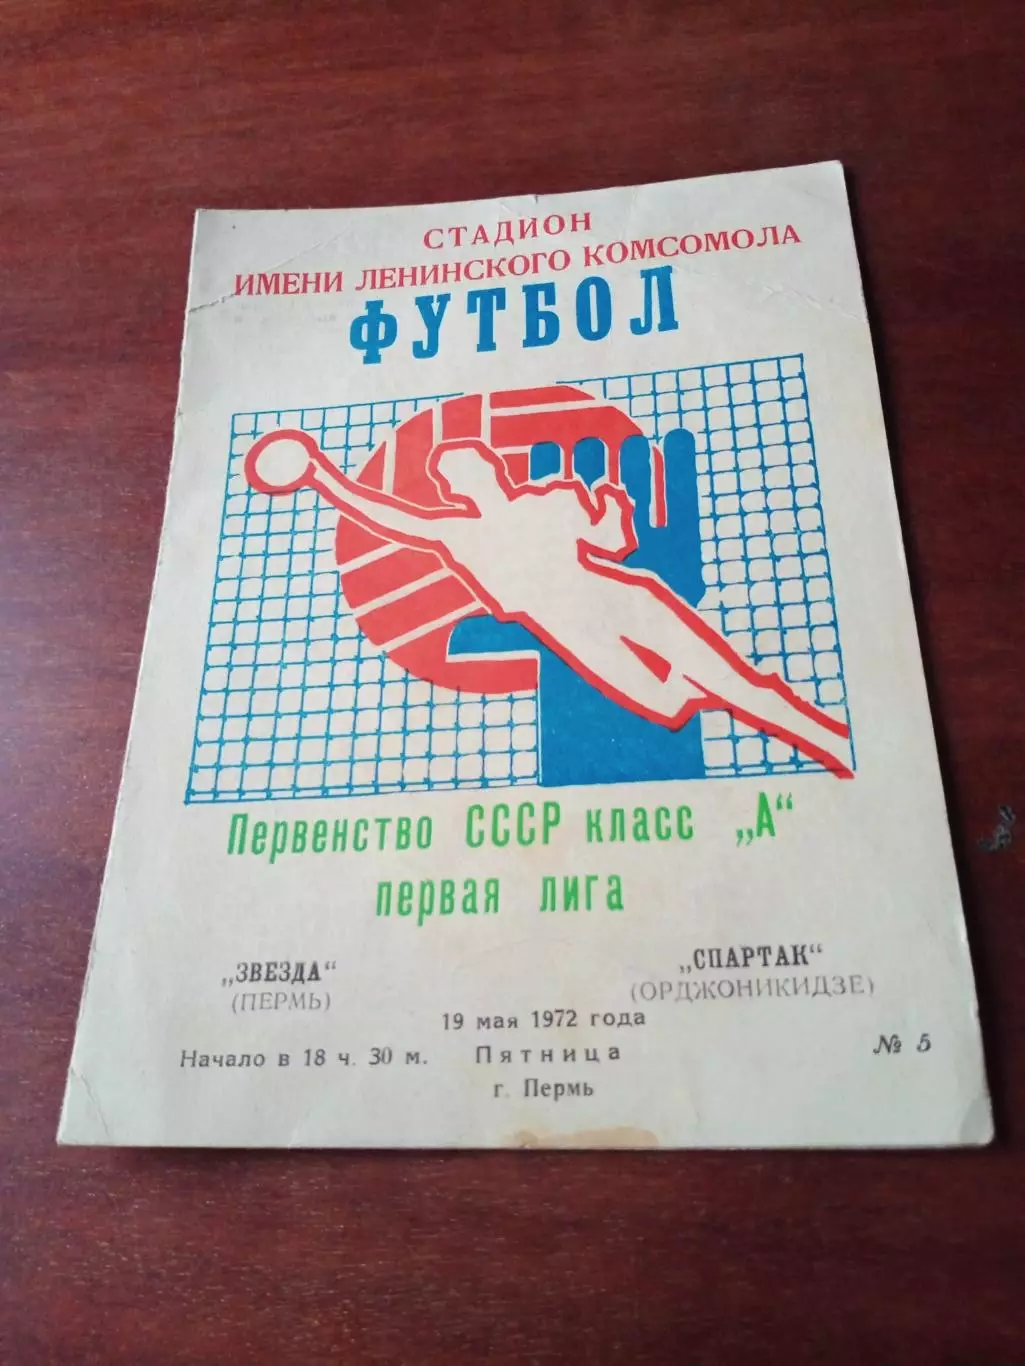 СТАДИОН
ИМЕНИ ЛЕНИНСКОГО КОМСОМОЛА
ФУТБОЛ
Первенство СССР класс „А“
первая лига
„ЗВЕЗДА“
(ПЕРМЬ)
„СПАРТАК“
(ОРДЖОНИКИДЗЕ)
19 мая 1972 года
Начало в 18 ч. 30 м. Пятница № 5
г. Пермь